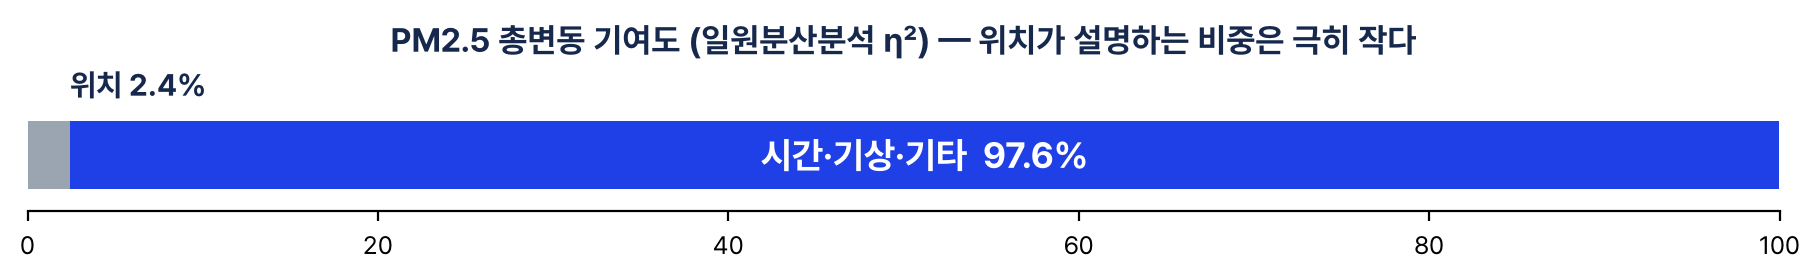 PM2.5 총변동 기여도 (일원분산분석 η²) — 위치가 설명하는 비중은 극히 작다
위치 2.4%
시간·기상·기타 97.6%
0 20 40 60 80 100